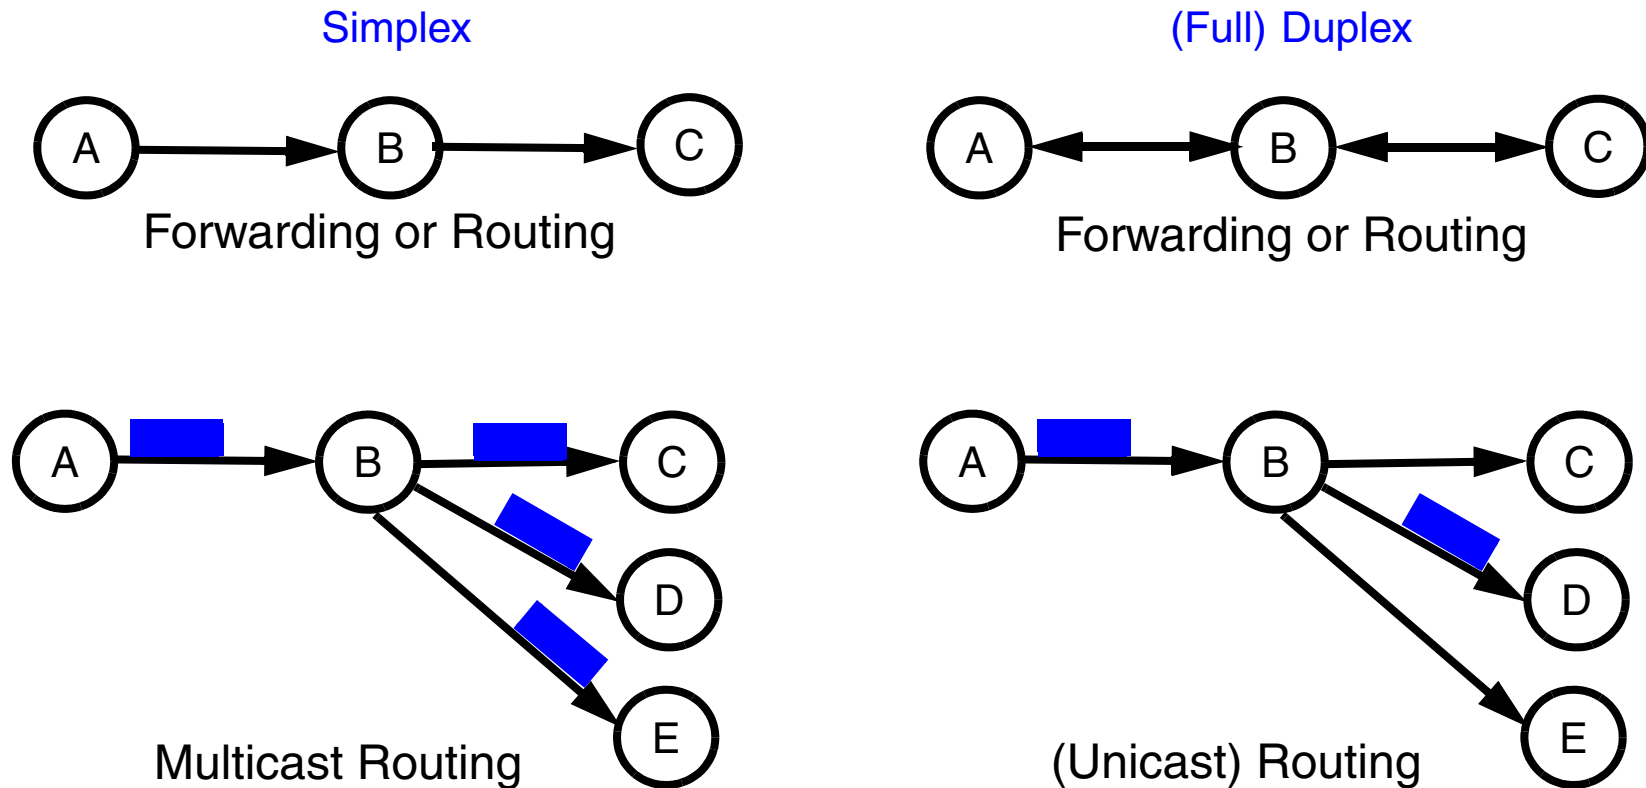 Simplex
(Full) Duplex
A B C
A B C
Forwarding or Routing
Forwarding or Routing
A B C
D
E
A B C
D
E
Multicast Routing
(Unicast) Routing